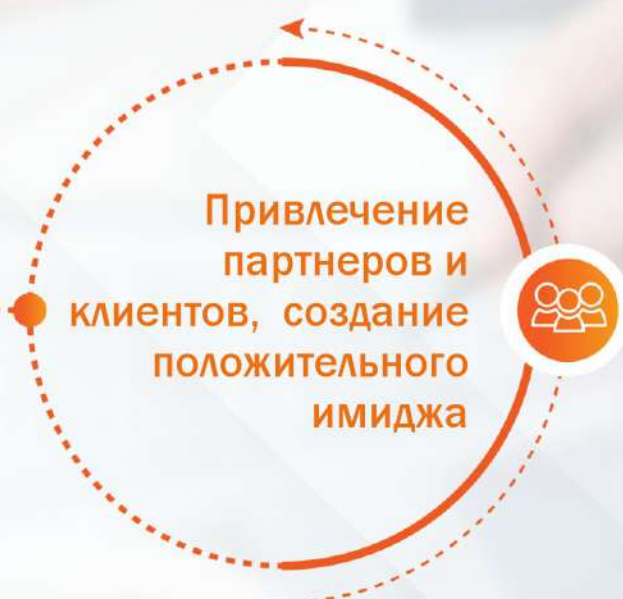 Привлечение
партнеров и
клиентов, создание
положительного
имиджа